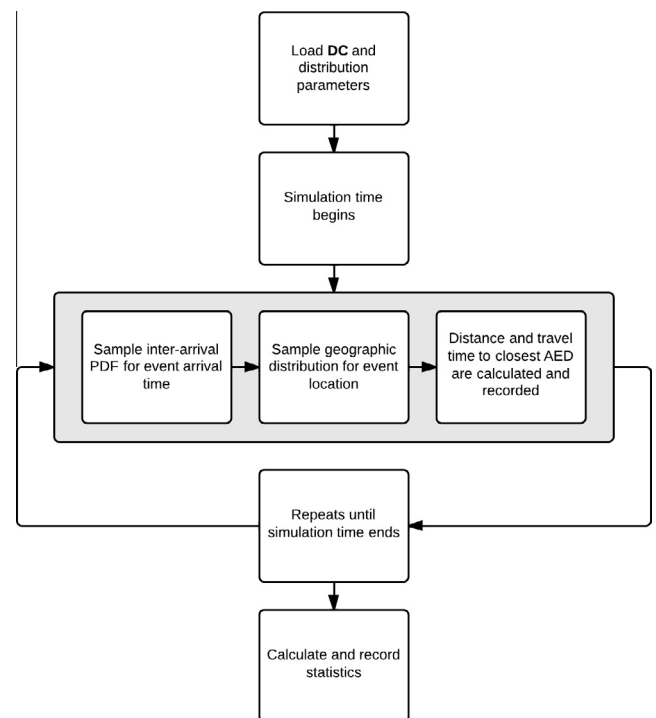 Load DC and
distribution
parameters
Simulation time
begins
Sample inter-arrival
PDF for event arrival
time
Sample geographic
distribution for event
location
Distance and travel
time to closest AED
are calculated and
recorded
Repeats until
simulation time ends
Calculate and record
statistics